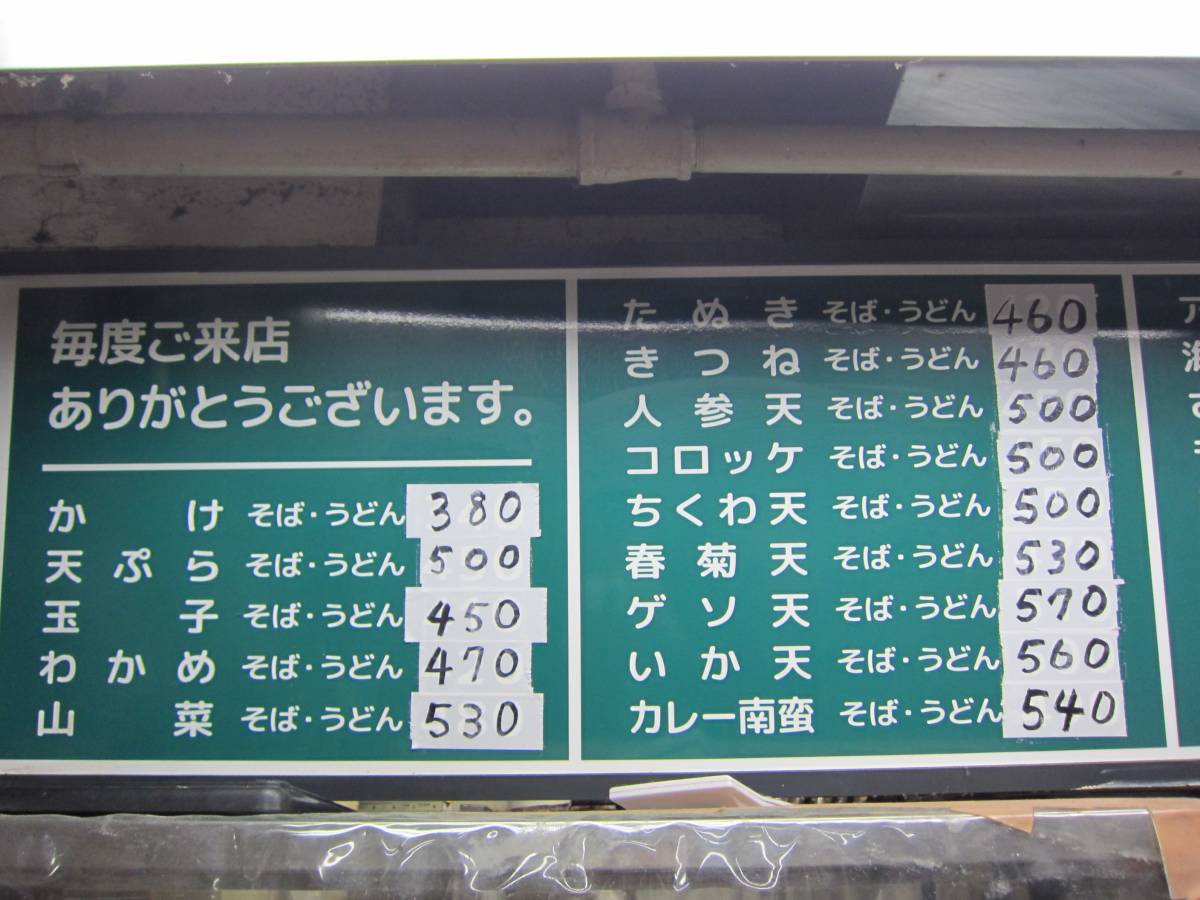 毎度ご来店
ありがとうございます。
かけ そば・うどん 380
天ぷら そば・うどん 500
玉子 そば・うどん 450
わかめ そば・うどん 470
山菜 そば・うどん 530
たぬき そば・うどん 460
きつね そば・うどん 460
人参天 そば・うどん 500
コロッケ そば・うどん 500
ちくわ天 そば・うどん 500
春菊天 そば・うどん 530
ゲソ天 そば・うどん 570
いか天 そば・うどん 560
カレー南蛮 そば・うどん 540